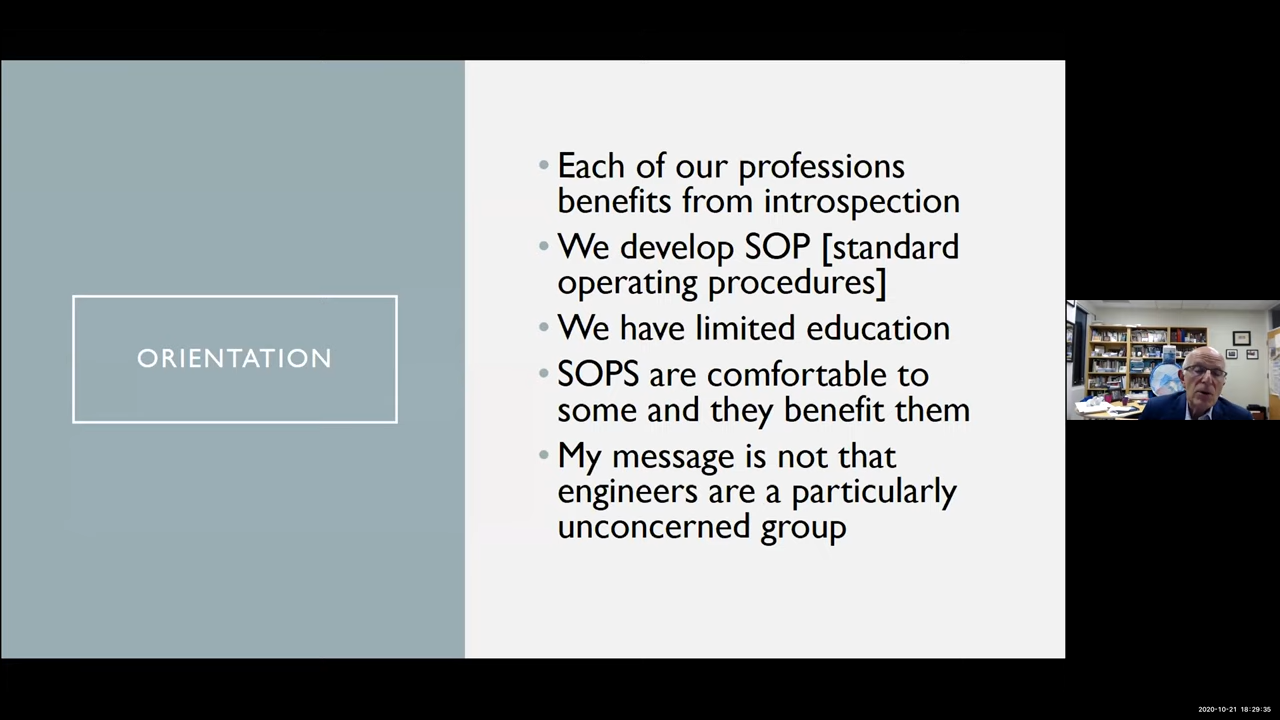 ORIENTATION
• Each of our professions
benefits from introspection
• We develop SOP [standard
operating procedures]
• We have limited education
• SOPS are comfortable to
some and they benefit them
• My message is not that
engineers are a particularly
unconcerned group
2020-10-21 18:29:35